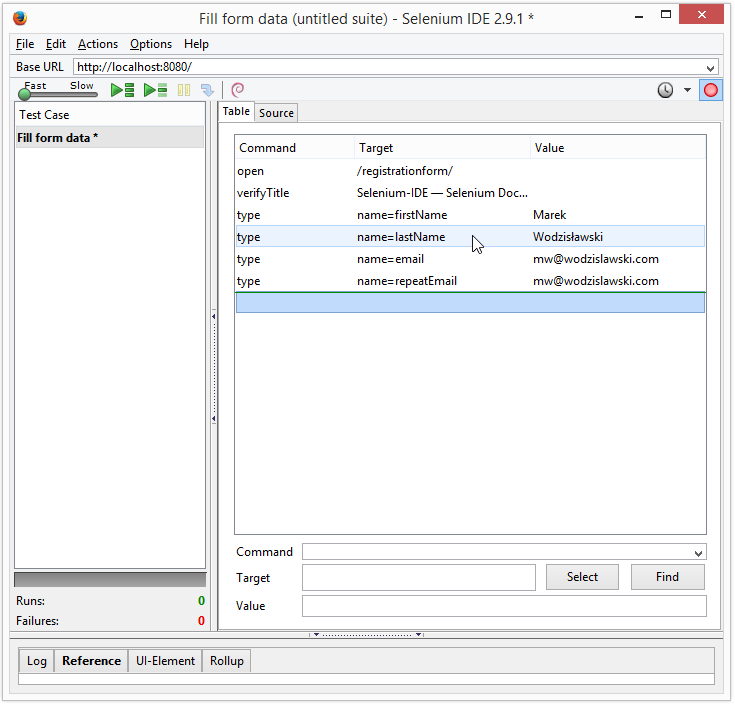 Fill form data (untitled suite) - Selenium IDE 2.9.1 *
File Edit Actions Options Help
Base URL http://localhost:8080/
Fast Slow
Test Case
Fill form data *
Table Source
Command Target Value
open /registrationform/
verifyTitle Selenium-IDE — Selenium Doc...
type name=firstName Marek
type name=lastName Wodzisławski
type name=email mw@wodzislawski.com
type name=repeatEmail mw@wodzislawski.com
Command
Target Select Find
Value
Runs: 0
Failures: 0
Log Reference UI-Element Rollup